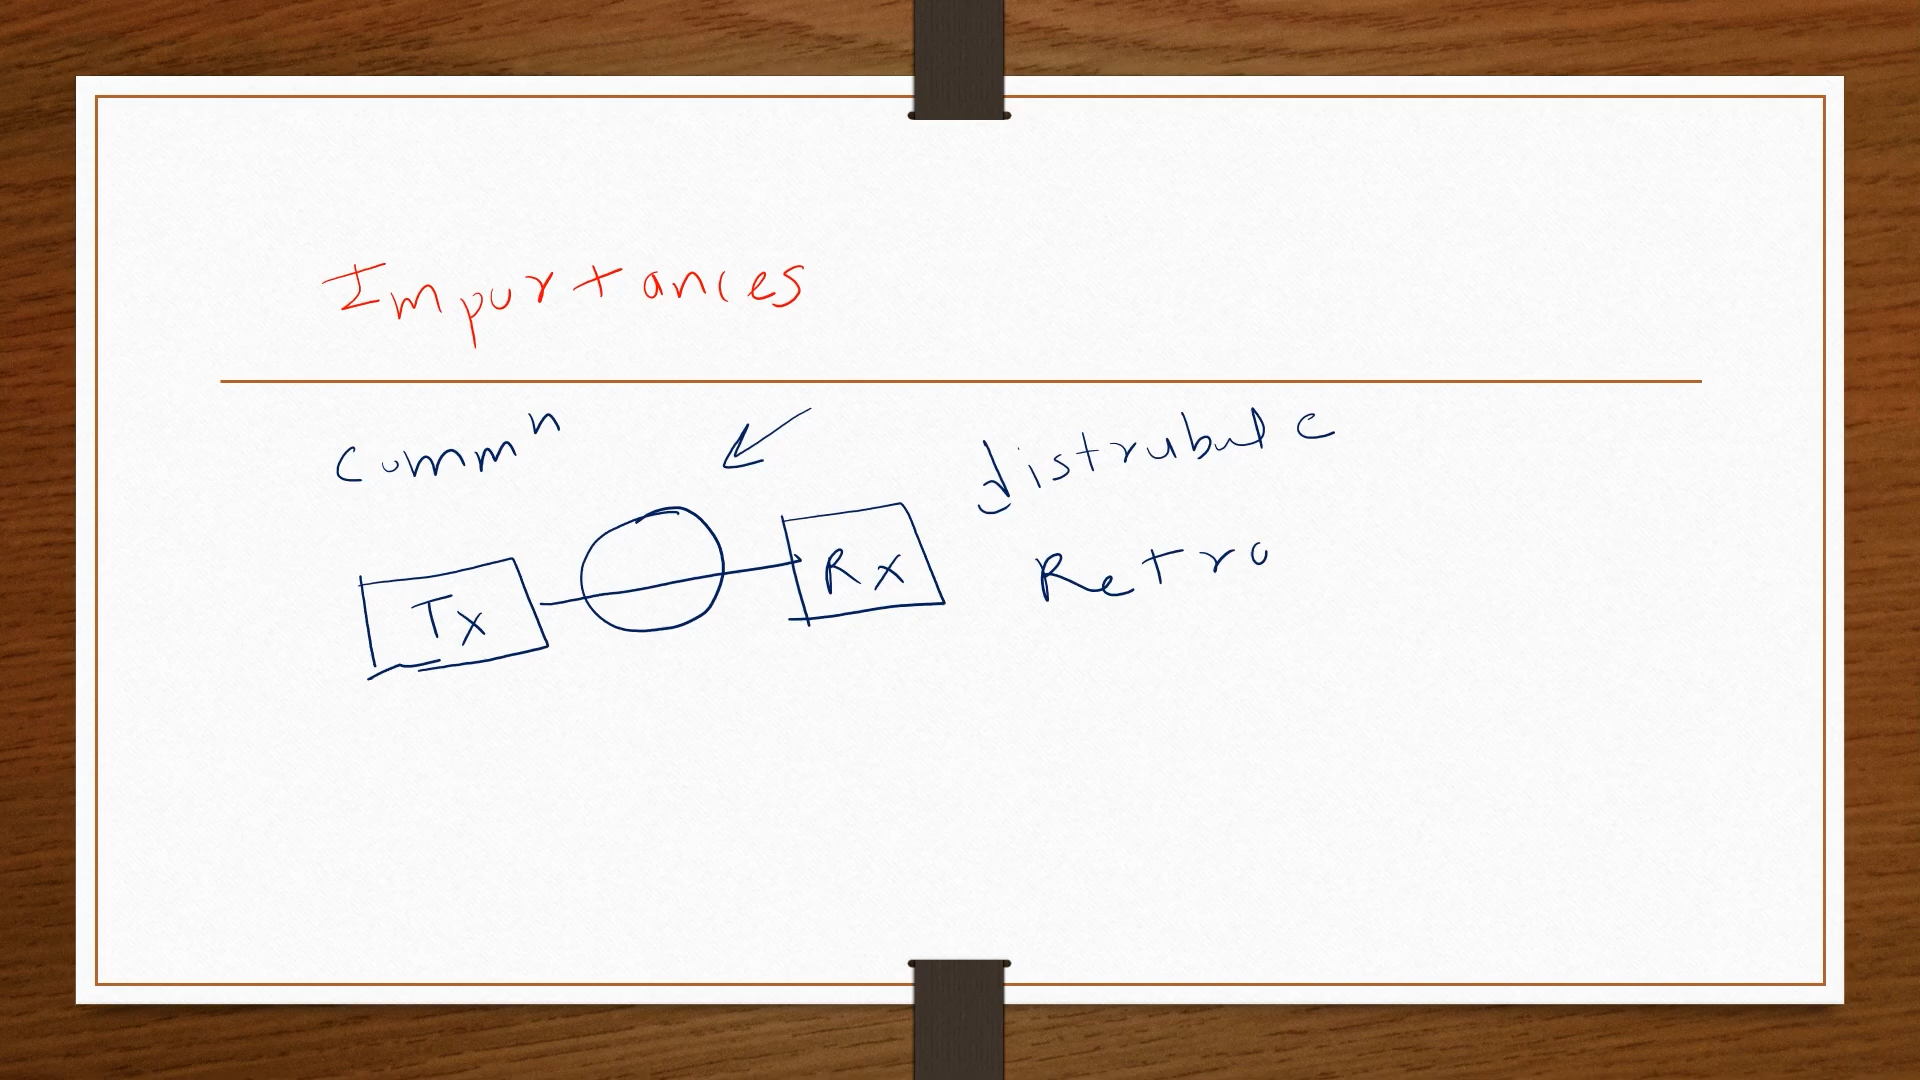 Importances
Commⁿ
distrubute
Tx
Rx
Retro